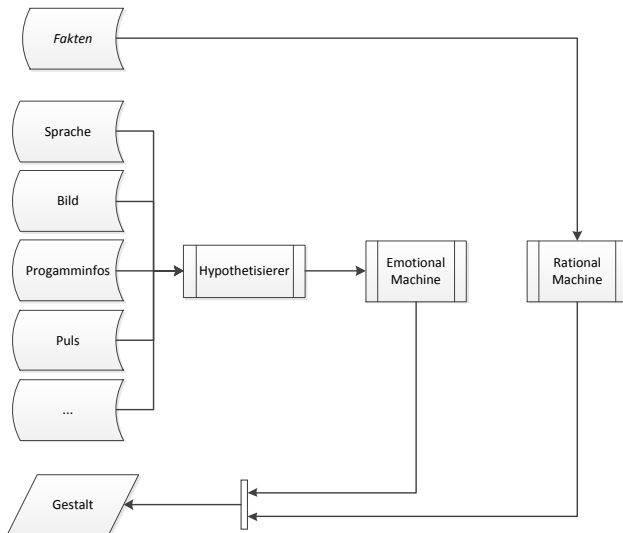 Fakten
Sprache
Bild
Progamminfos
Hypothetisierer
Emotional
Machine
Rational
Machine
Puls
...
Gestalt